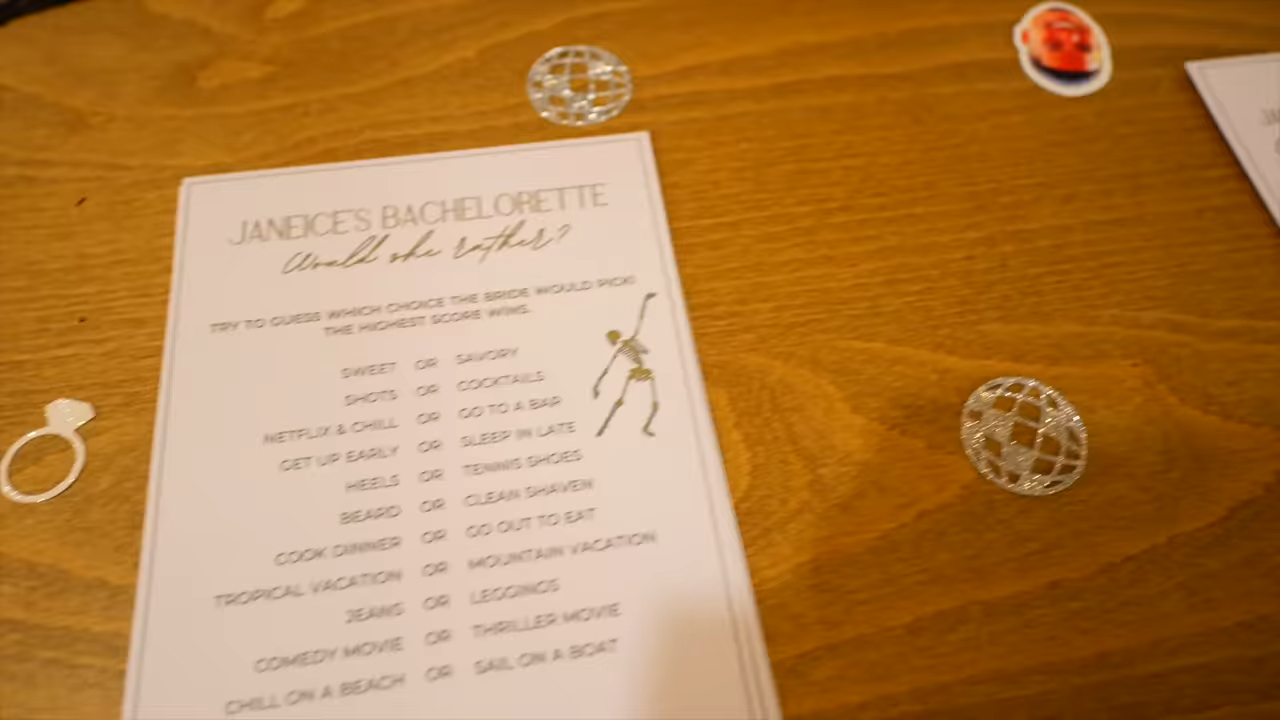 JANEICE'S BACHELORETTE
Would she rather?
TRY TO GUESS WHICH CHOICE THE BRIDE WOULD PICK!
THE HIGHEST SCORE WINS.
SWEET OR SAVORY
SHOTS OR COCKTAILS
NETFLIX & CHILL OR GO TO A BAR
GET UP EARLY OR SLEEP IN LATE
HEELS OR TENNIS SHOES
BEARD OR CLEAN SHAVEN
COOK DINNER OR GO OUT TO EAT
TROPICAL VACATION OR MOUNTAIN VACATION
JEANS OR LEGGINGS
COMEDY MOVIE OR THRILLER MOVIE
CHILL ON A BEACH OR SAIL ON A BOAT